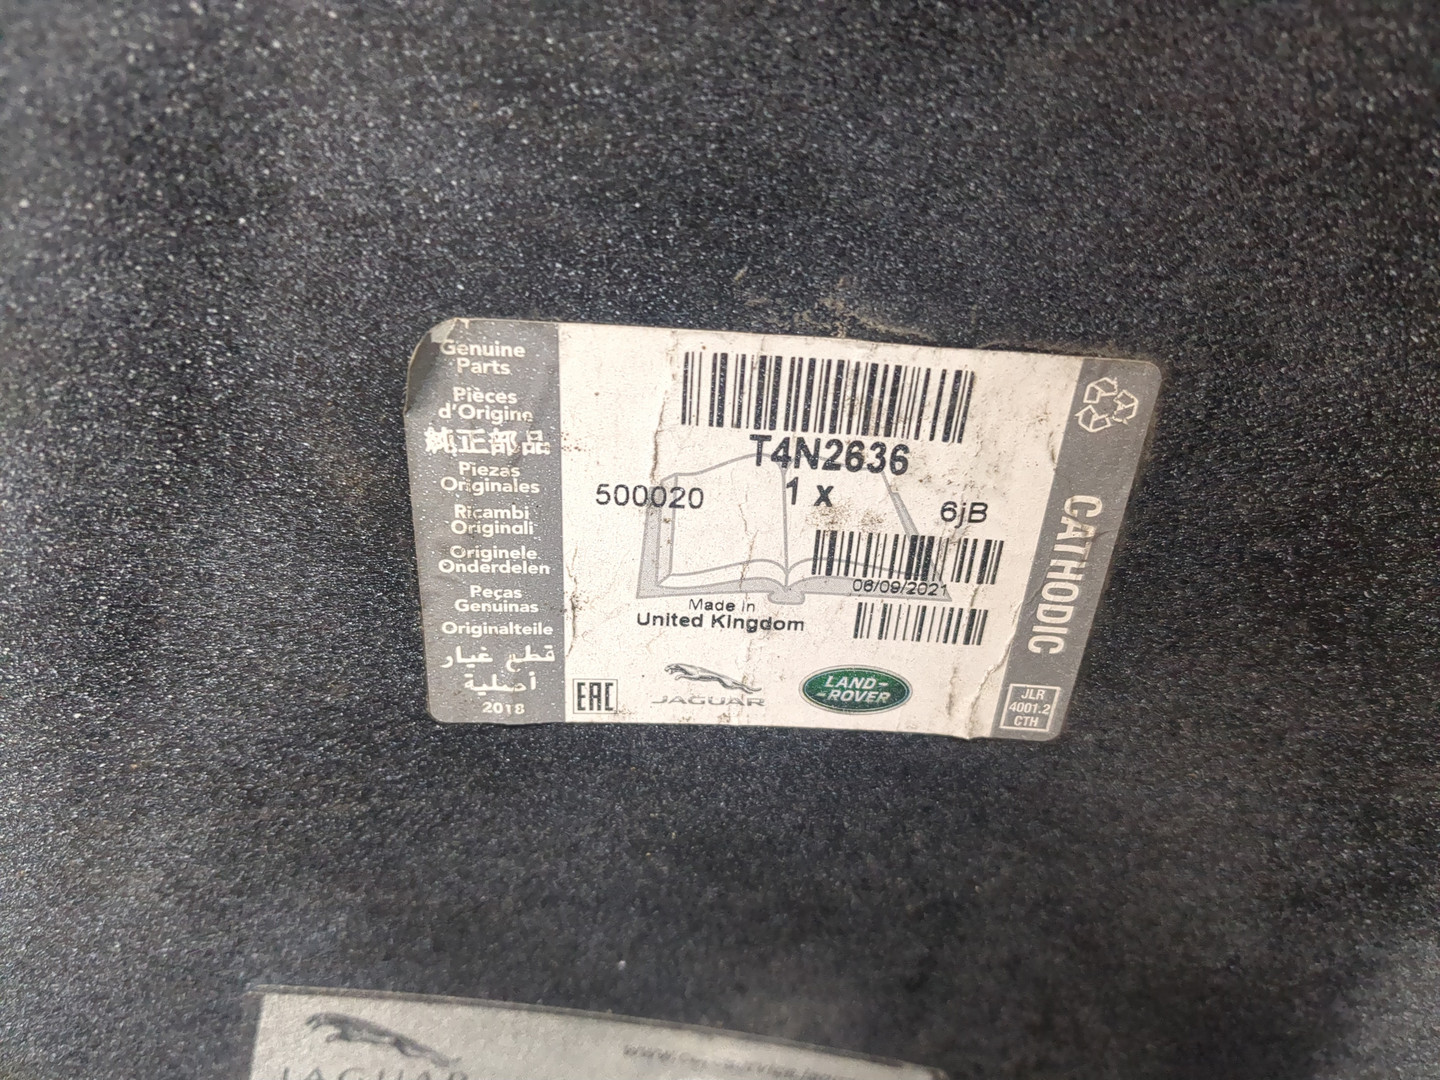 Genuine
Parts
Pièces
d'Origine
純正部品
Piezas
Originales
Ricambi
Originali
Originele
Onderdelen
Peças
Genuinas
Originalteile
قطع غيار
أصلية
2018
T4N2636
500020 1 x 6jB
06/09/2021
Made in
United Kingdom
EAC
JAGUAR
LAND-
-ROVER
CATHODIC
JLR
4001.2
CTH
JAGUAR